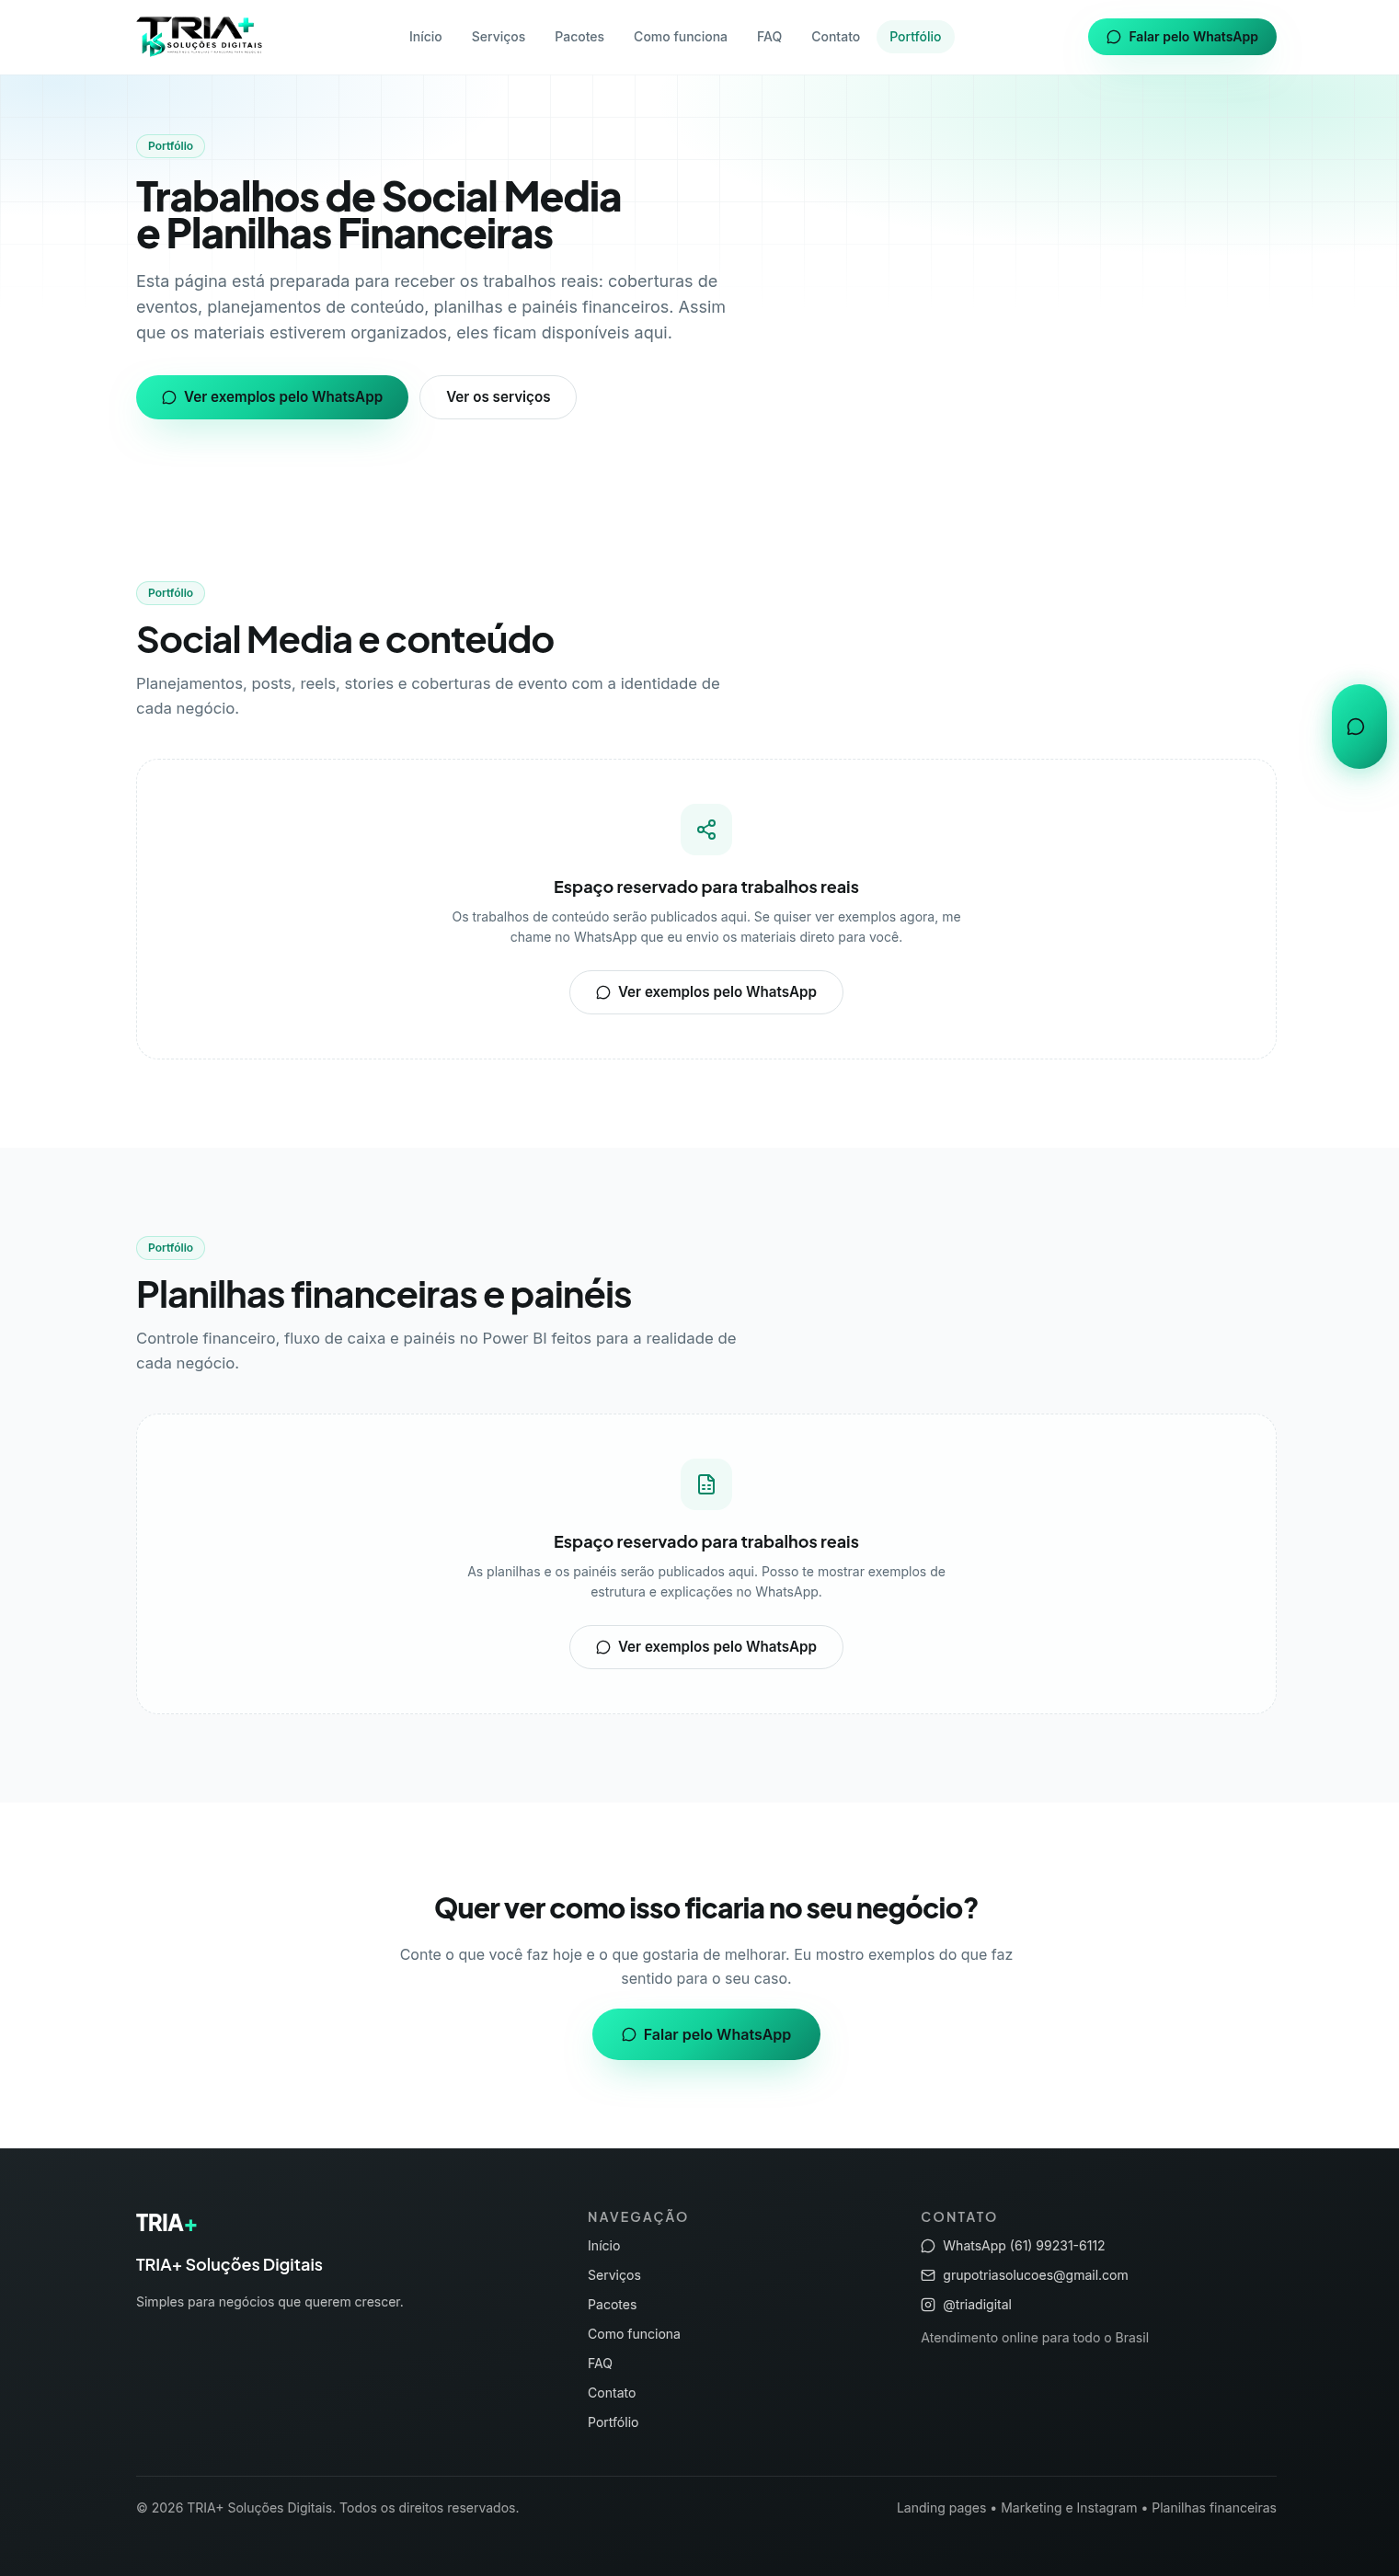 TRIA+
SOLUÇÕES DIGITAIS
Início
Serviços
Pacotes
Como funciona
FAQ
Contato
Portfólio
Falar pelo WhatsApp
Portfólio
Trabalhos de Social Media
e Planilhas Financeiras
Esta página está preparada para receber os trabalhos reais: coberturas de
eventos, planejamentos de conteúdo, planilhas e painéis financeiros. Assim
que os materiais estiverem organizados, eles ficam disponíveis aqui.
Ver exemplos pelo WhatsApp
Ver os serviços
Portfólio
Social Media e conteúdo
Planejamentos, posts, reels, stories e coberturas de evento com a identidade de
cada negócio.
Espaço reservado para trabalhos reais
Os trabalhos de conteúdo serão publicados aqui. Se quiser ver exemplos agora, me
chame no WhatsApp que eu envio os materiais direto para você.
Ver exemplos pelo WhatsApp
Portfólio
Planilhas financeiras e painéis
Controle financeiro, fluxo de caixa e painéis no Power BI feitos para a realidade de
cada negócio.
Espaço reservado para trabalhos reais
As planilhas e os painéis serão publicados aqui. Posso te mostrar exemplos de
estrutura e explicações no WhatsApp.
Ver exemplos pelo WhatsApp
Quer ver como isso ficaria no seu negócio?
Conte o que você faz hoje e o que gostaria de melhorar. Eu mostro exemplos do que faz
sentido para o seu caso.
Falar pelo WhatsApp
TRIA+
TRIA+ Soluções Digitais
Simples para negócios que querem crescer.
NAVEGAÇÃO
Início
Serviços
Pacotes
Como funciona
FAQ
Contato
Portfólio
CONTATO
WhatsApp (61) 99231-6112
grupotriasolucoes@gmail.com
@triadigital
Atendimento online para todo o Brasil
© 2026 TRIA+ Soluções Digitais. Todos os direitos reservados.
Landing pages • Marketing e Instagram • Planilhas financeiras